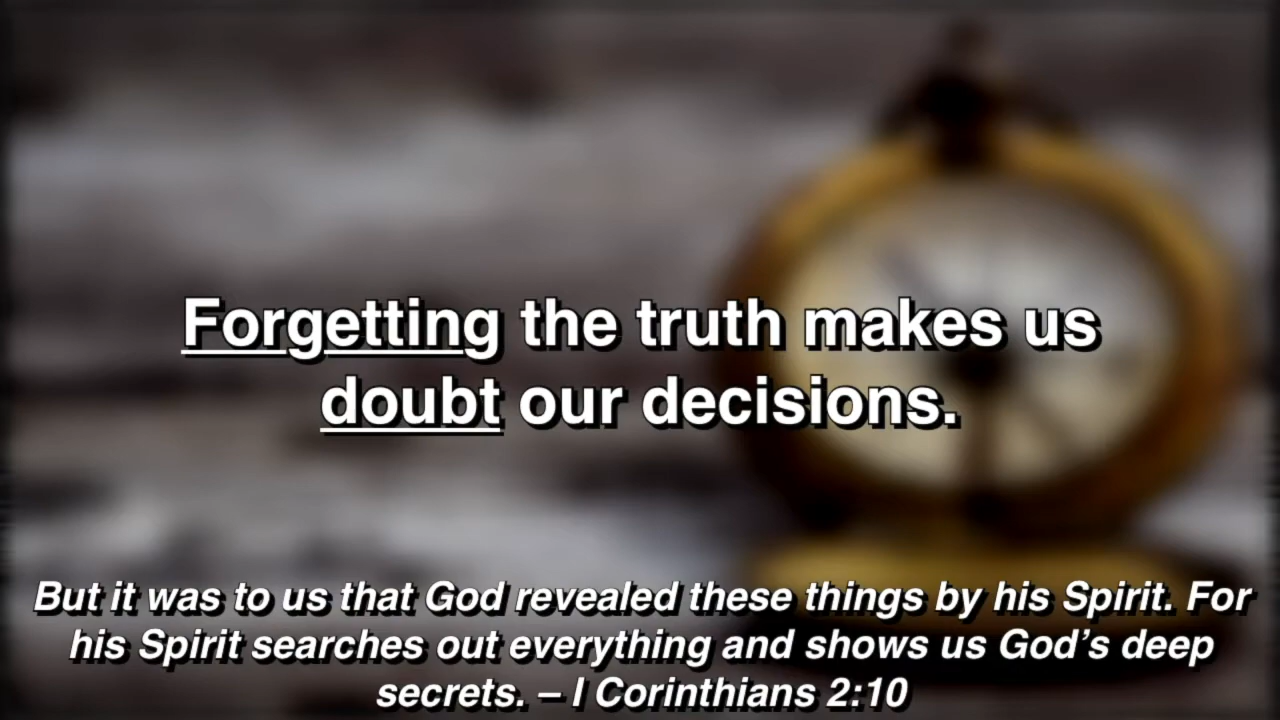 Forgetting the truth makes us
doubt our decisions.
But it was to us that God revealed these things by his Spirit. For
his Spirit searches out everything and shows us God’s deep
secrets. – I Corinthians 2:10